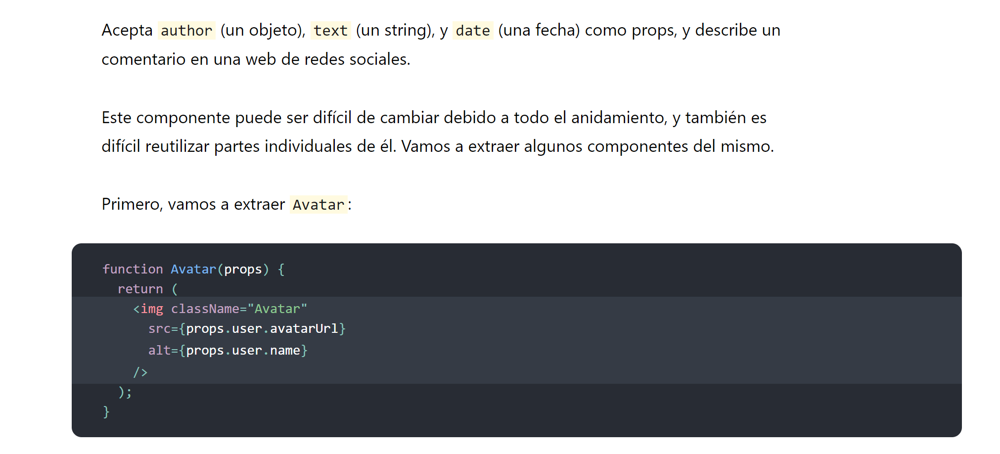 Acepta author (un objeto), text (un string), y date (una fecha) como props, y describe un
comentario en una web de redes sociales.
Este componente puede ser difícil de cambiar debido a todo el anidamiento, y también es
difícil reutilizar partes individuales de él. Vamos a extraer algunos componentes del mismo.
Primero, vamos a extraer Avatar:
function Avatar(props) {
  return (
    <img className="Avatar"
      src={props.user.avatarUrl}
      alt={props.user.name}
    />
  );
}